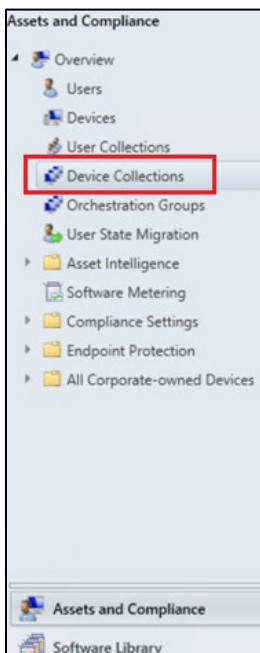 Assets and Compliance
Overview
Users
Devices
User Collections
Device Collections
Orchestration Groups
User State Migration
Asset Intelligence
Software Metering
Compliance Settings
Endpoint Protection
All Corporate-owned Devices
Assets and Compliance
Software Library